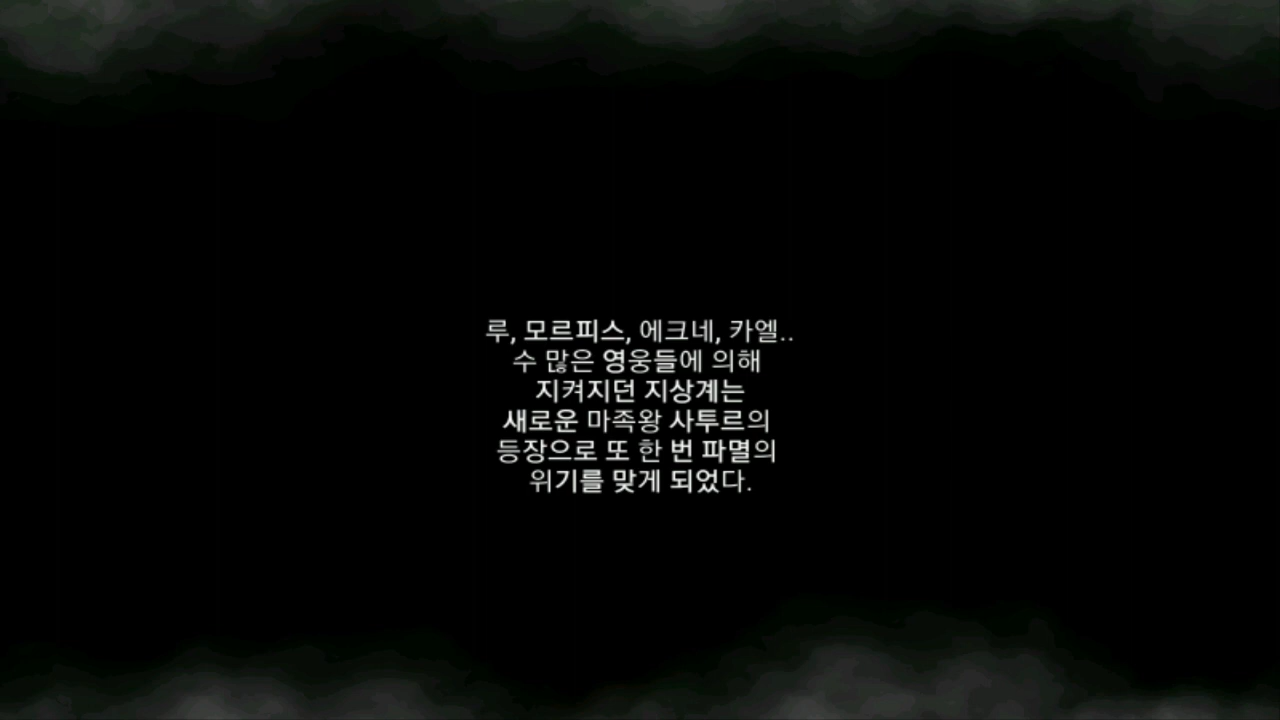 루, 모르피스, 에크네, 카엘..
수 많은 영웅들에 의해
지켜지던 지상계는
새로운 마족왕 사투르의
등장으로 또 한 번 파멸의
위기를 맞게 되었다.